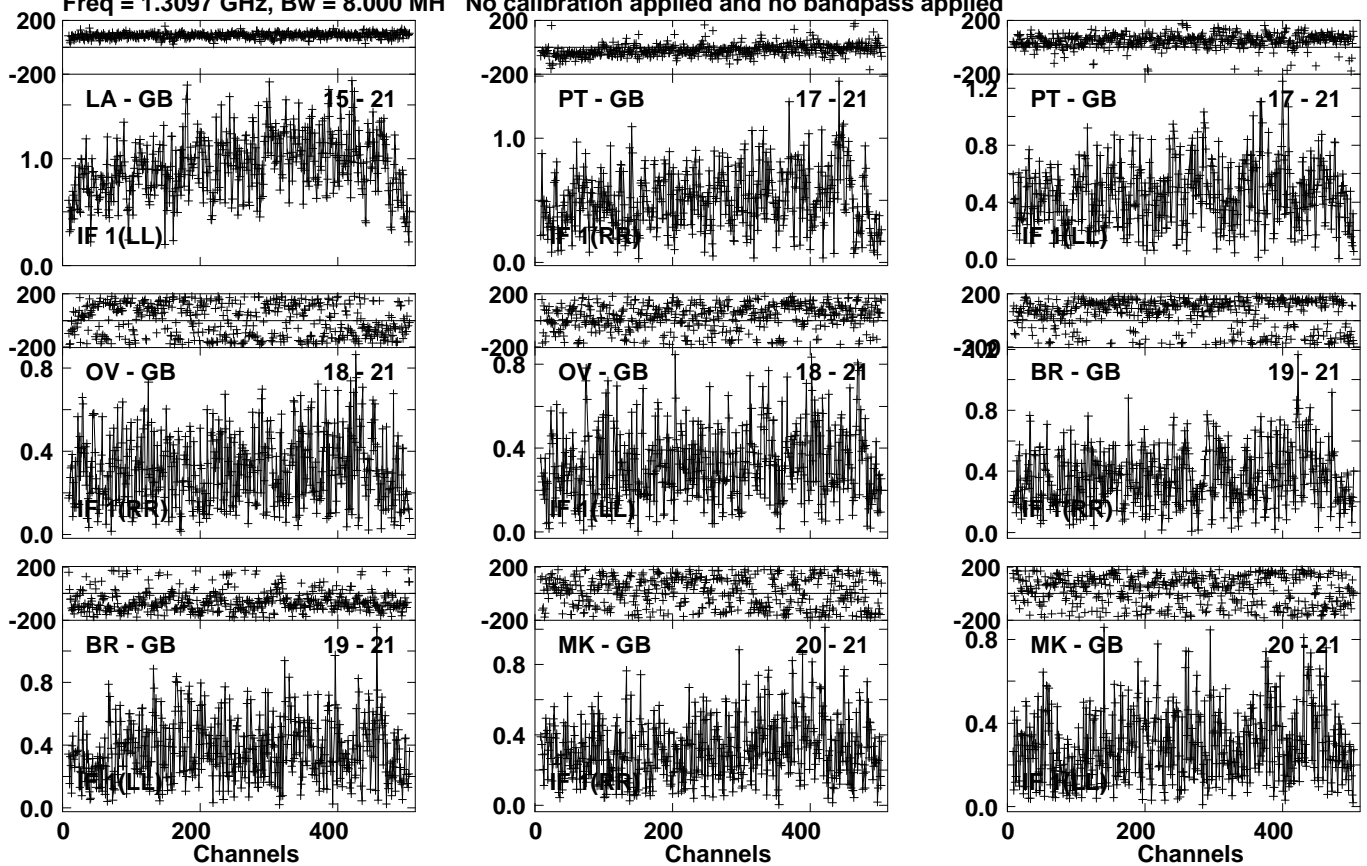 Freq = 1.3097 GHz, Bw = 8.000 MH No calibration applied and no bandpass applied
200
-200
LA - GB 15 - 21
1.0
IF 1(LL)
0.0
PT - GB 17 - 21
1.0
IF 1(RR)
0.0
200
-200
1.2
PT - GB 17 - 21
0.8
0.4
IF 1(LL)
0.0
200
-200
0.8
OV - GB 18 - 21
0.4
IF 1(RR)
0.0
200
-200
0.8
OV - GB 18 - 21
0.4
IF 1(LL)
0.0
200
-200
1.2
BR - GB 19 - 21
0.8
0.4
IF 1(RR)
0.0
200
-200
BR - GB 19 - 21
0.8
0.4
IF 1(LL)
0.0
0 200 400
Channels
200
-200
MK - GB 20 - 21
0.8
0.4
IF 1(RR)
0.0
0 200 400
Channels
200
-200
0.8
MK - GB 20 - 21
0.4
IF 1(LL)
0.0
0 200 400
Channels